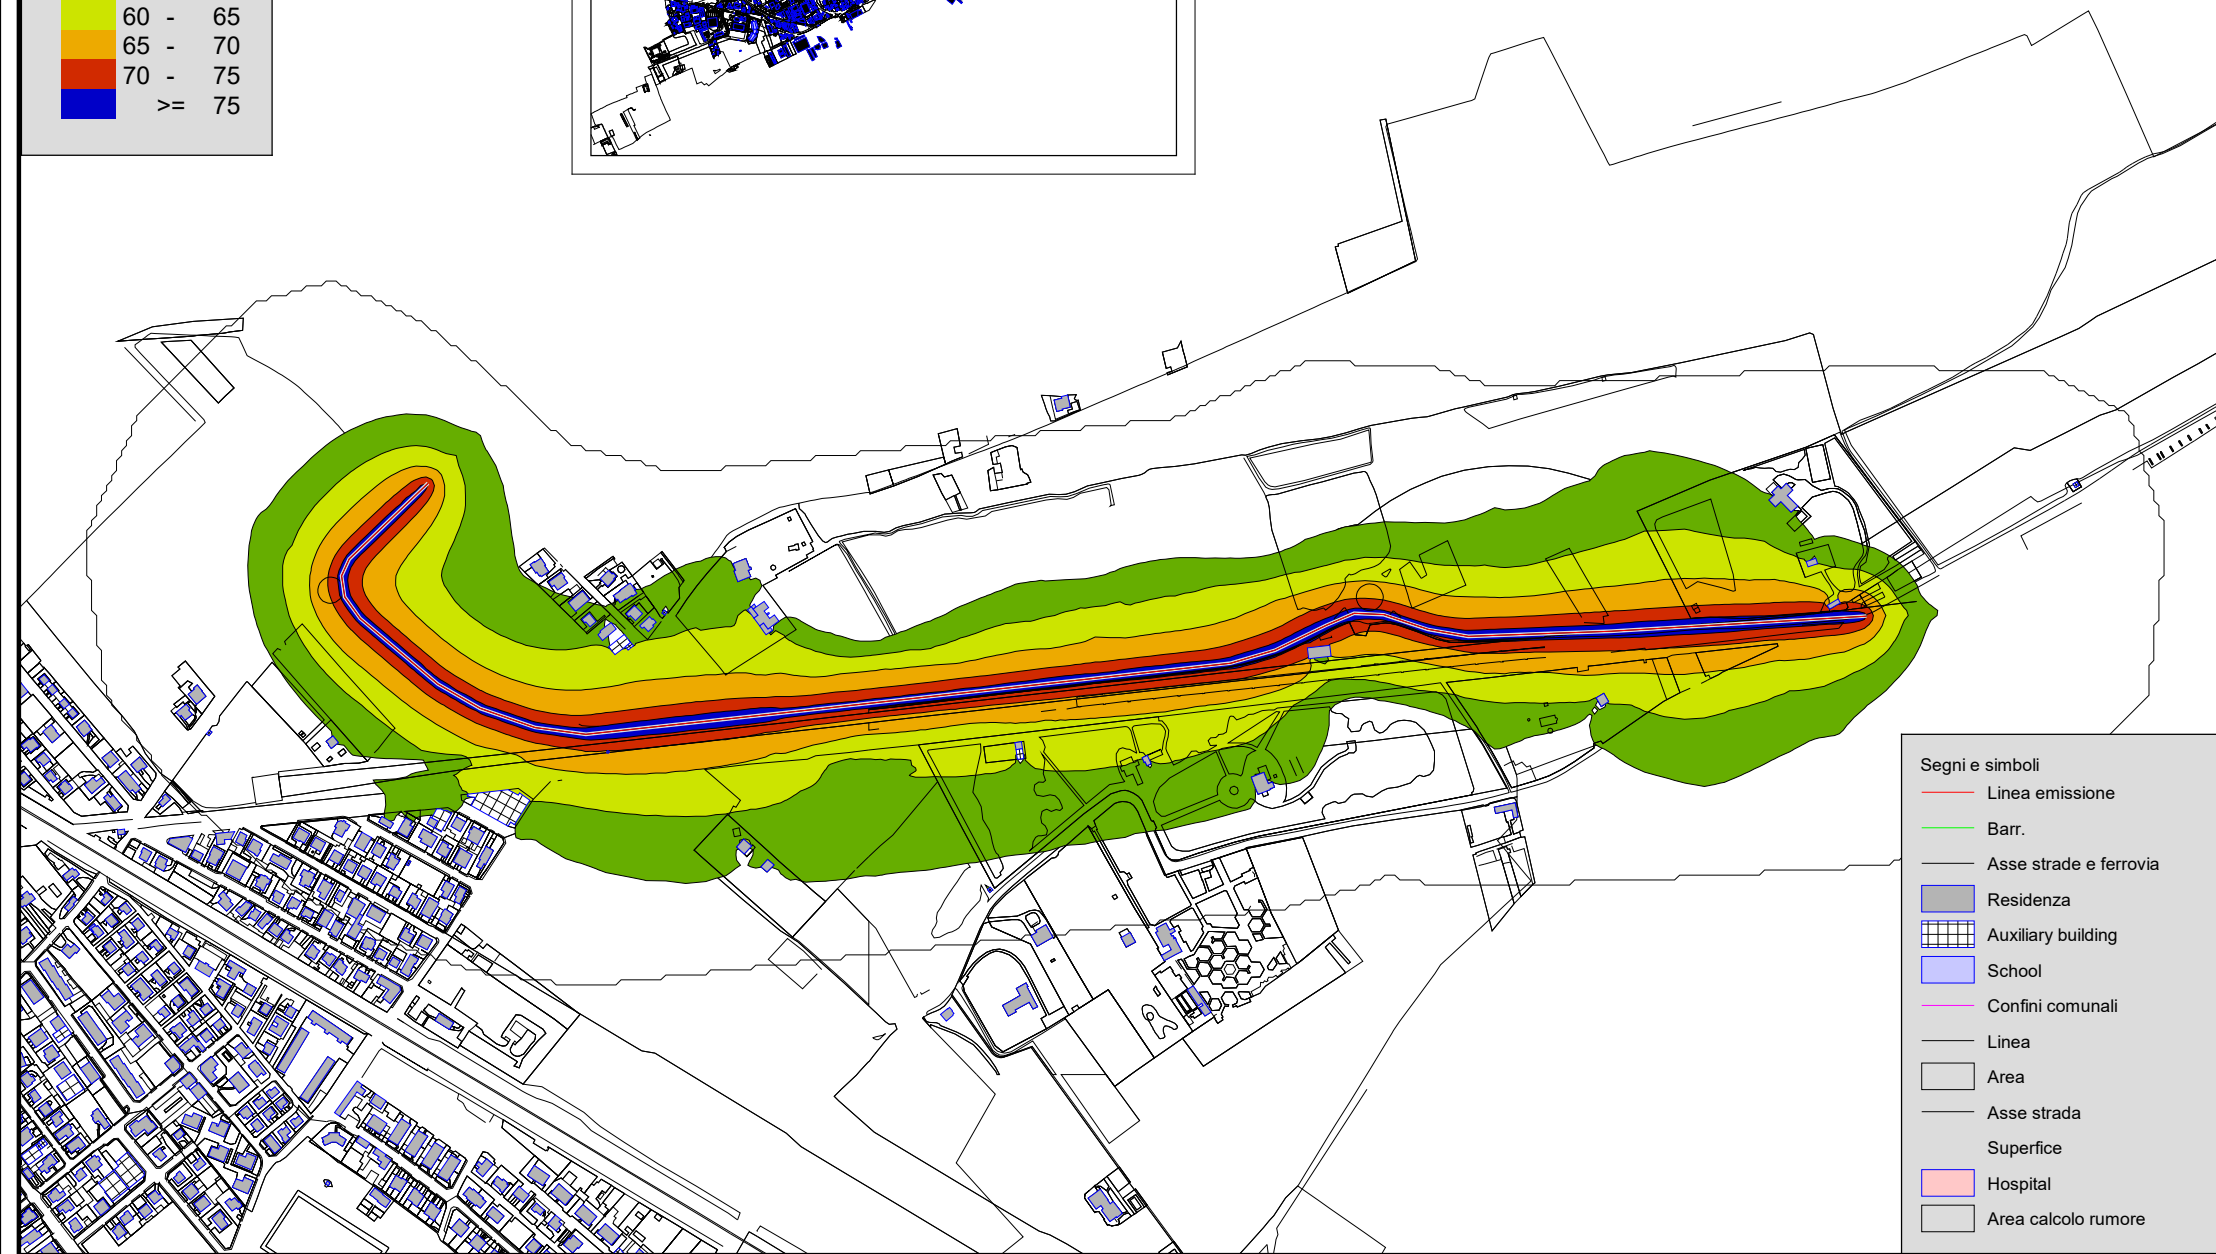 60 - 65
65 - 70
70 - 75
>= 75
Segni e simboli
Linea emissione
Barr.
Asse strade e ferrovia
Residenza
Auxiliary building
School
Confini comunali
Linea
Area
Asse strada
Superfice
Hospital
Area calcolo rumore